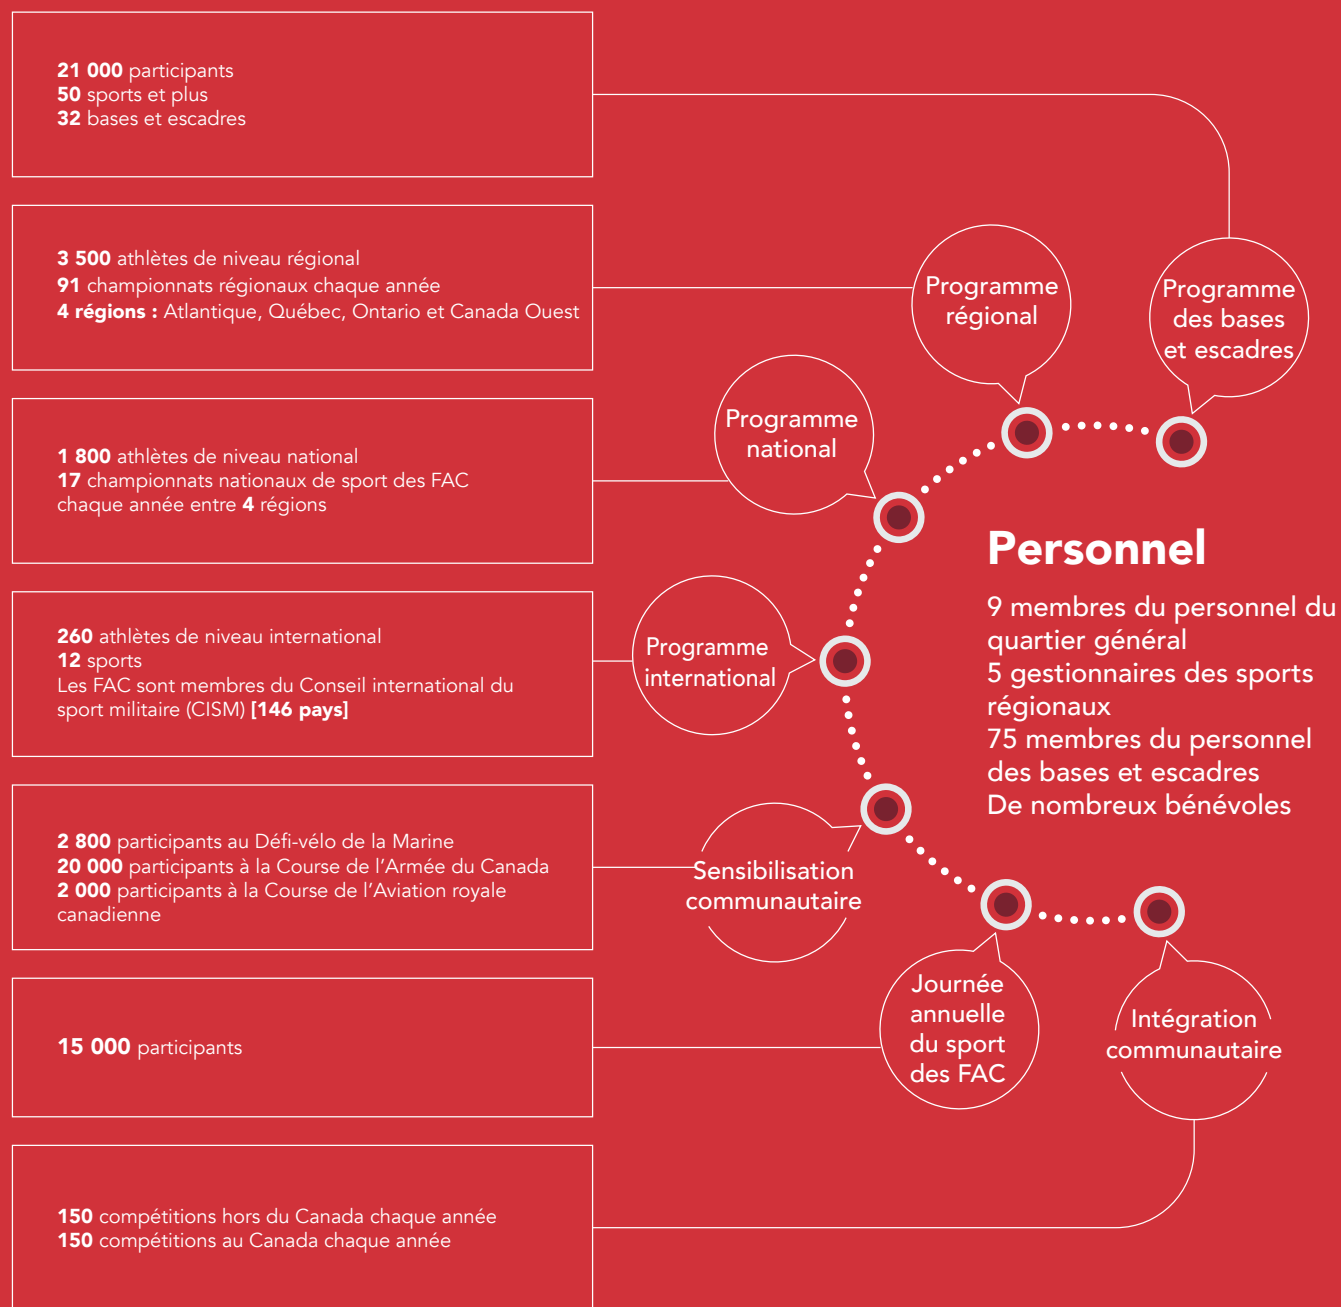 21 000 participants
50 sports et plus
32 bases et escadres
3 500 athlètes de niveau régional
91 championnats régionaux chaque année
4 régions : Atlantique, Québec, Ontario et Canada Ouest
1 800 athlètes de niveau national
17 championnats nationaux de sport des FAC
chaque année entre 4 régions
260 athlètes de niveau international
12 sports
Les FAC sont membres du Conseil international du
sport militaire (CISM) [146 pays]
2 800 participants au Défi-vélo de la Marine
20 000 participants à la Course de l’Armée du Canada
2 000 participants à la Course de l’Aviation royale
canadienne
15 000 participants
150 compétitions hors du Canada chaque année
150 compétitions au Canada chaque année
Programme
des bases
et escadres
Programme
régional
Programme
national
Programme
international
Sensibilisation
communautaire
Journée
annuelle
du sport
des FAC
Intégration
communautaire
Personnel
9 membres du personnel du
quartier général
5 gestionnaires des sports
régionaux
75 membres du personnel
des bases et escadres
De nombreux bénévoles